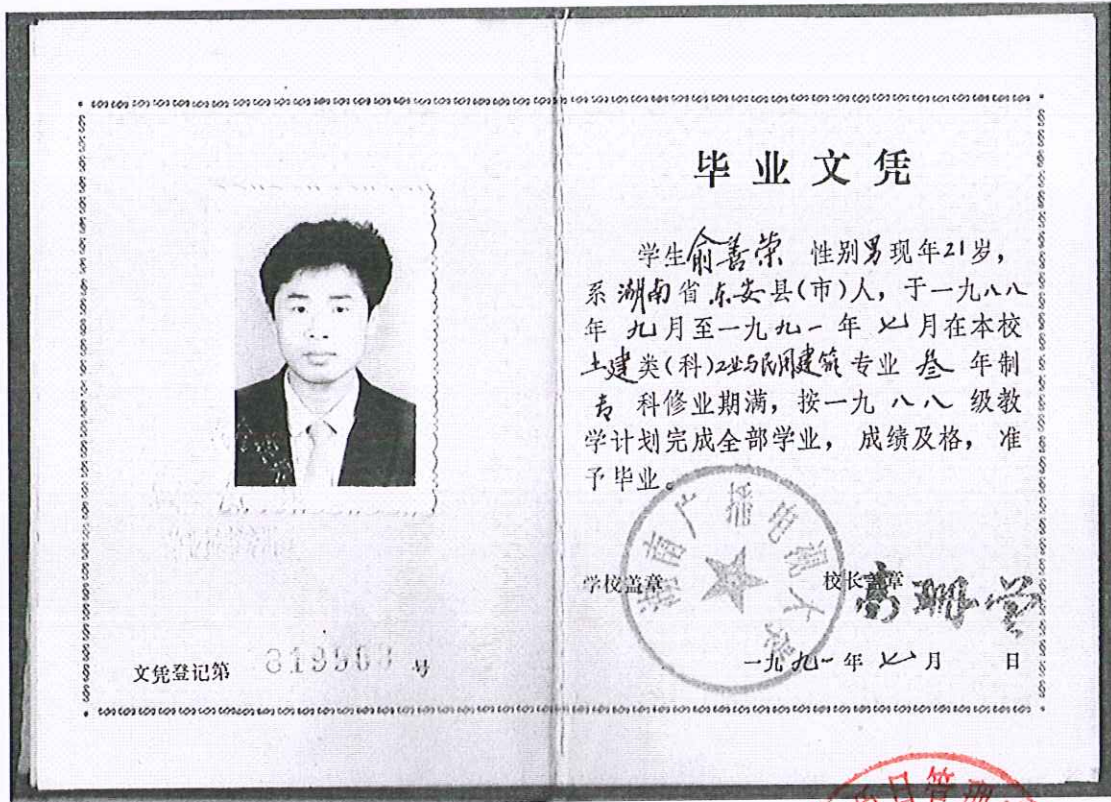 文凭登记第 819960 号
毕业文凭
学生俞善荣 性别男现年21岁，
系湖南省东安县(市)人，于一九八八
年九月至一九九一年七月在本校
土建类(科)工业与民用建筑专业叁年制
专科修业期满，按一九八八级教
学计划完成全部学业，成绩及格，准
予毕业。
湖南广播电视大学
学校盖章 校长盖章
一九九一年七月 日
目管理